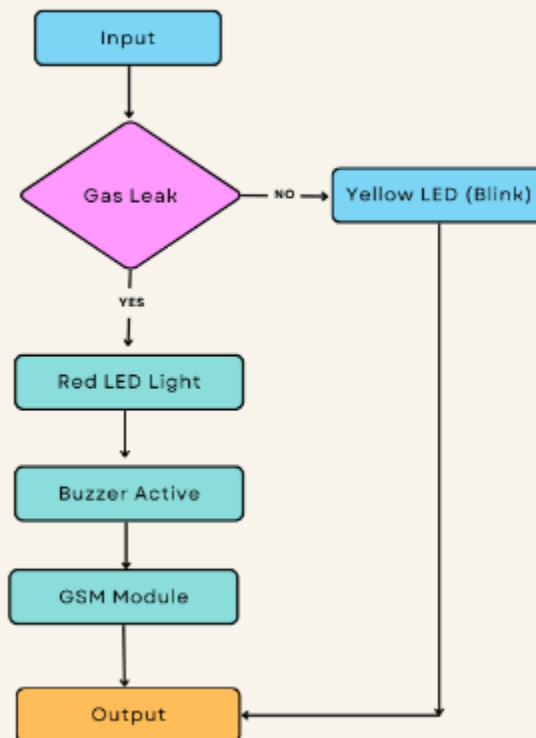 Input
Gas Leak
NO
Yellow LED (Blink)
YES
Red LED Light
Buzzer Active
GSM Module
Output